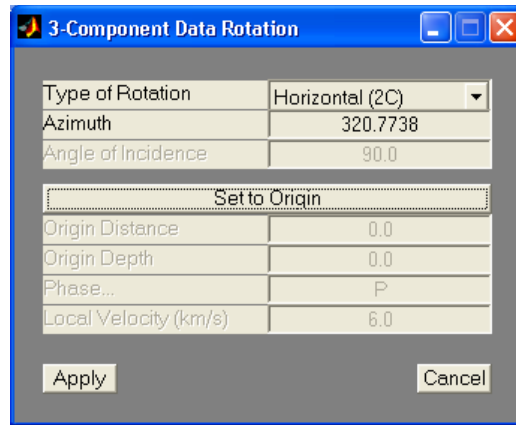 3-Component Data Rotation
Type of Rotation Horizontal (2C)
Azimuth 320.7738
Angle of Incidence 90.0
Set to Origin
Origin Distance 0.0
Origin Depth 0.0
Phase... P
Local Velocity (km/s) 6.0
Apply Cancel